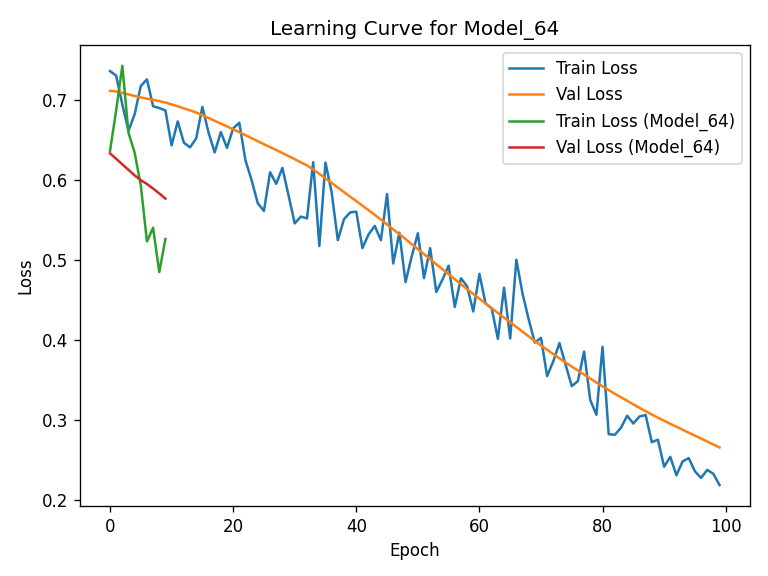 Learning Curve for Model_64
Train Loss
Val Loss
Train Loss (Model_64)
Val Loss (Model_64)
0.7
0.6
0.5
0.4
0.3
0.2
Loss
0 20 40 60 80 100
Epoch